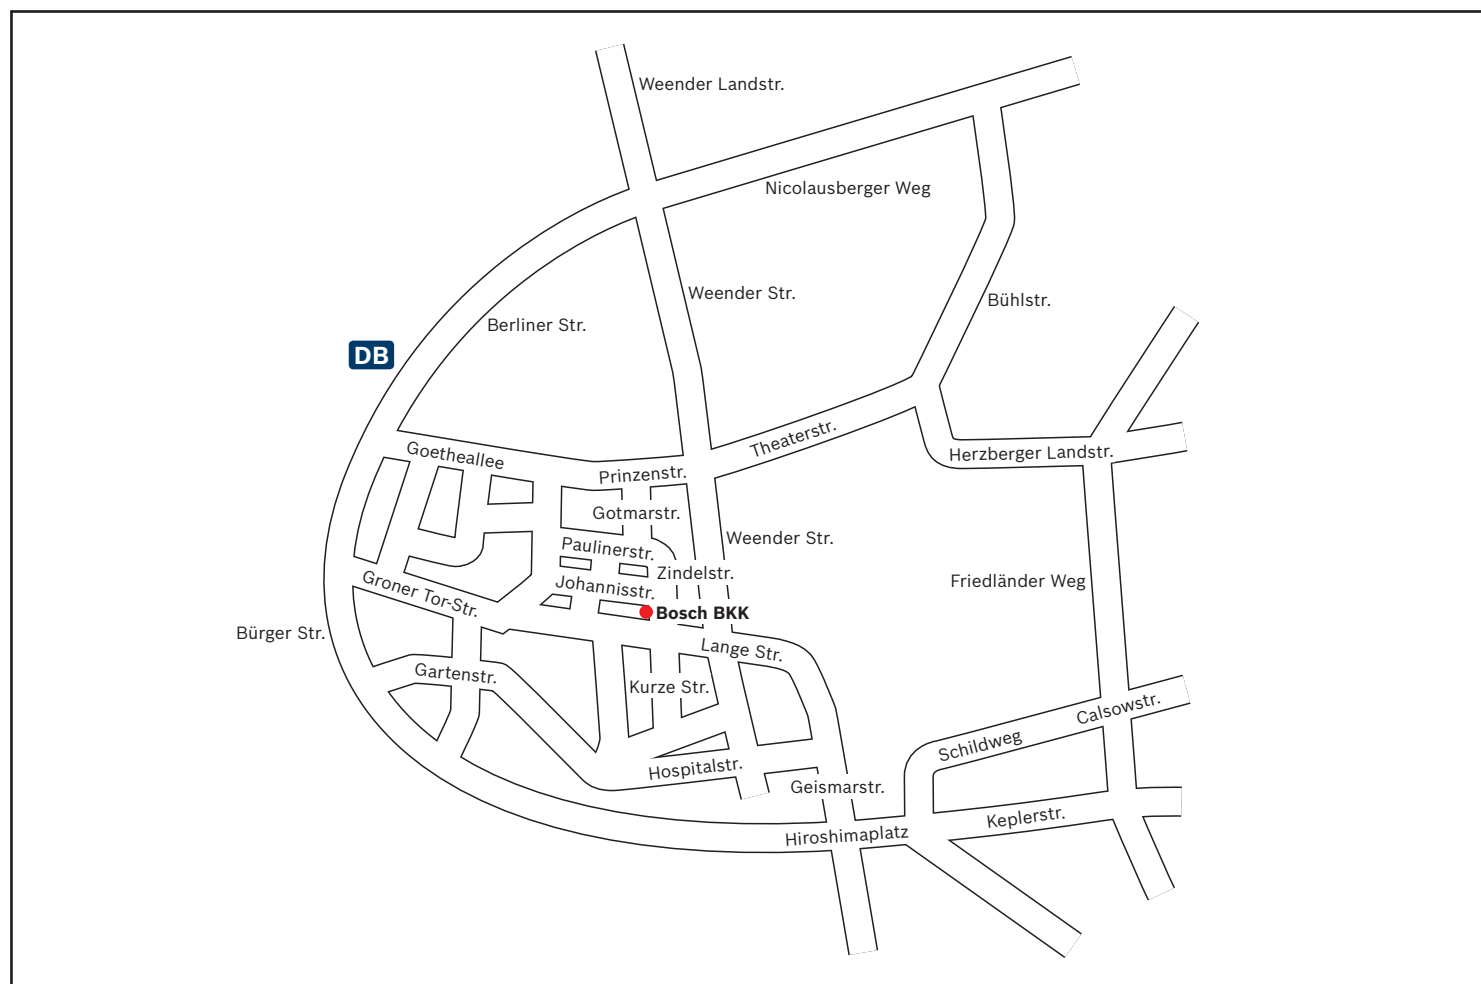 Weender Landstr.
Nicolausberger Weg
Weender Str.
Bühlstr.
Berliner Str.
DB
Theaterstr.
Goetheallee
Herzberger Landstr.
Prinzenstr.
Gotmarstr.
Weender Str.
Paulinerstr.
Zindelstr.
Friedländer Weg
Groner Tor-Str.
Johannisstr.
Bosch BKK
Bürger Str.
Lange Str.
Gartenstr.
Kurze Str.
Calsowstr.
Schildweg
Hospitalstr.
Geismarstr.
Keplerstr.
Hiroshimaplatz